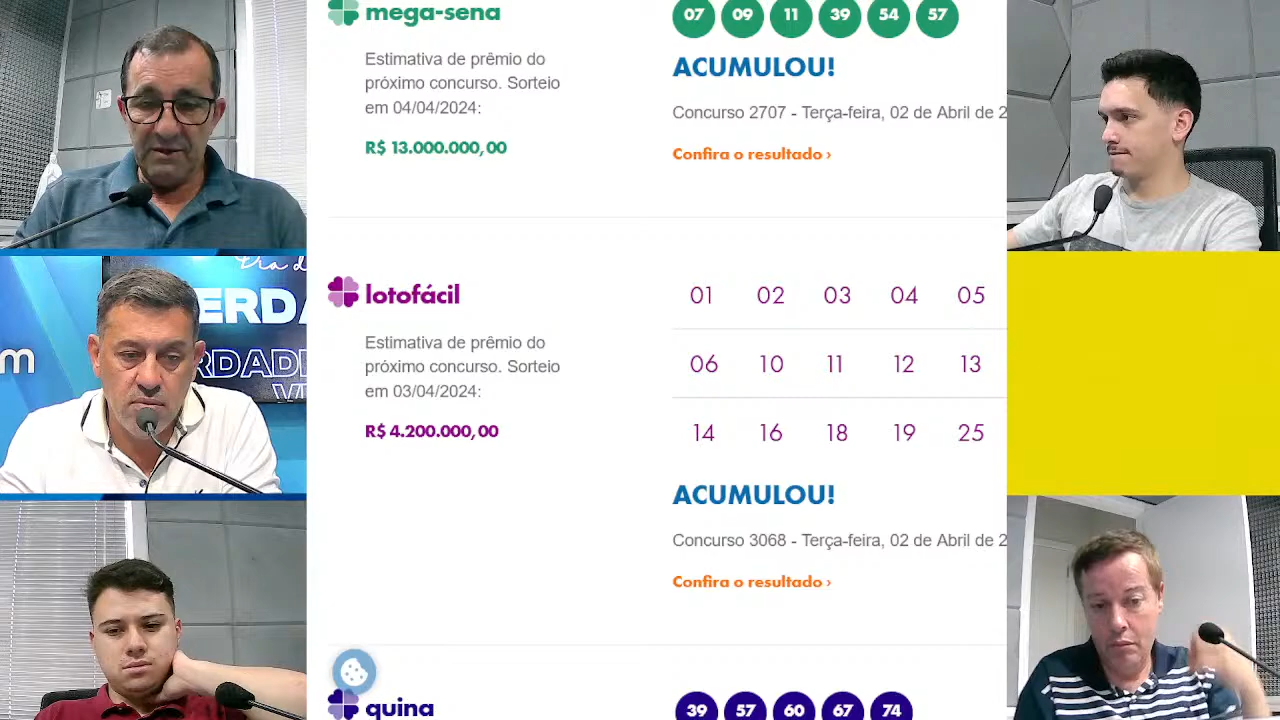 mega-sena
07 09 11 39 54 57
Estimativa de prêmio do
próximo concurso. Sorteio
em 04/04/2024:
R$ 13.000.000,00
ACUMULOU!
Concurso 2707 - Terça-feira, 02 de Abril de 2
Confira o resultado ›
lotofácil
Estimativa de prêmio do
próximo concurso. Sorteio
em 03/04/2024:
R$ 4.200.000,00
01 02 03 04 05
06 10 11 12 13
14 16 18 19 25
ACUMULOU!
Concurso 3068 - Terça-feira, 02 de Abril de 2
Confira o resultado ›
quina
39 57 60 67 74
m
ERDA
RDADE